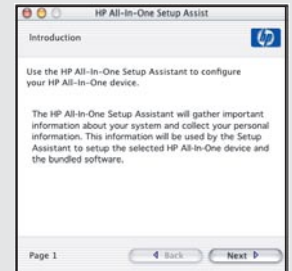 HP All-In-One Setup Assist
Introduction
hp
Use the HP All-In-One Setup Assistant to configure
your HP All-In-One device.
The HP All-In-One Setup Assistant will gather important
information about your system and collect your personal
information. This information will be used by the Setup
Assistant to setup the selected HP All-In-One device and
the bundled software.
Page 1
Back
Next